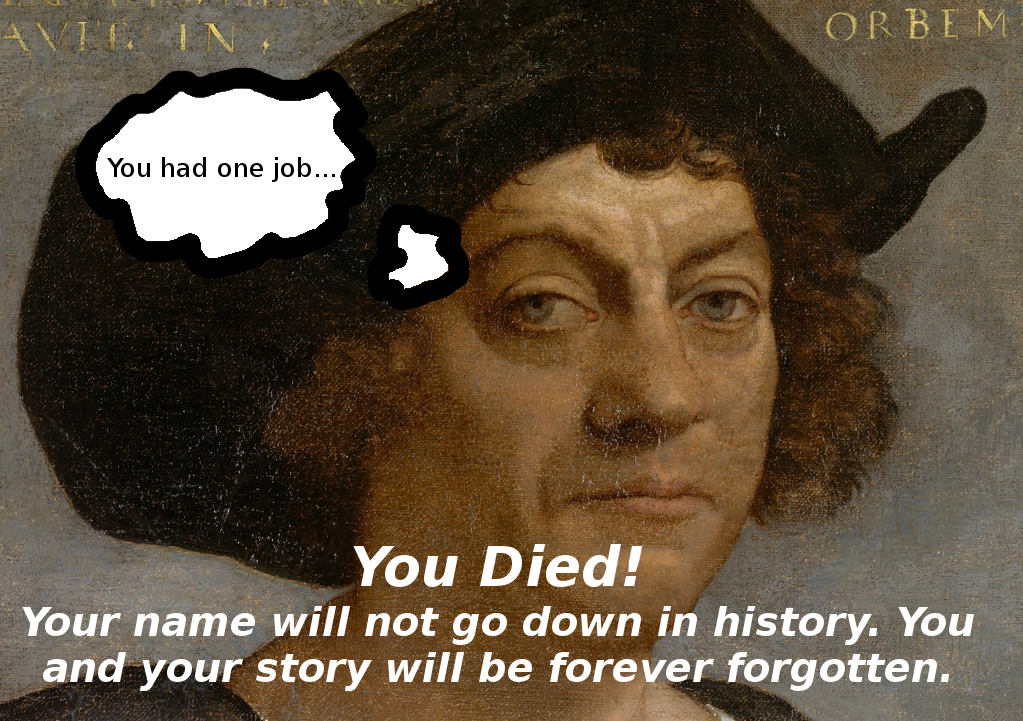 AVIT. IN.
ORBEM
You had one job...
You Died!
Your name will not go down in history. You
and your story will be forever forgotten.